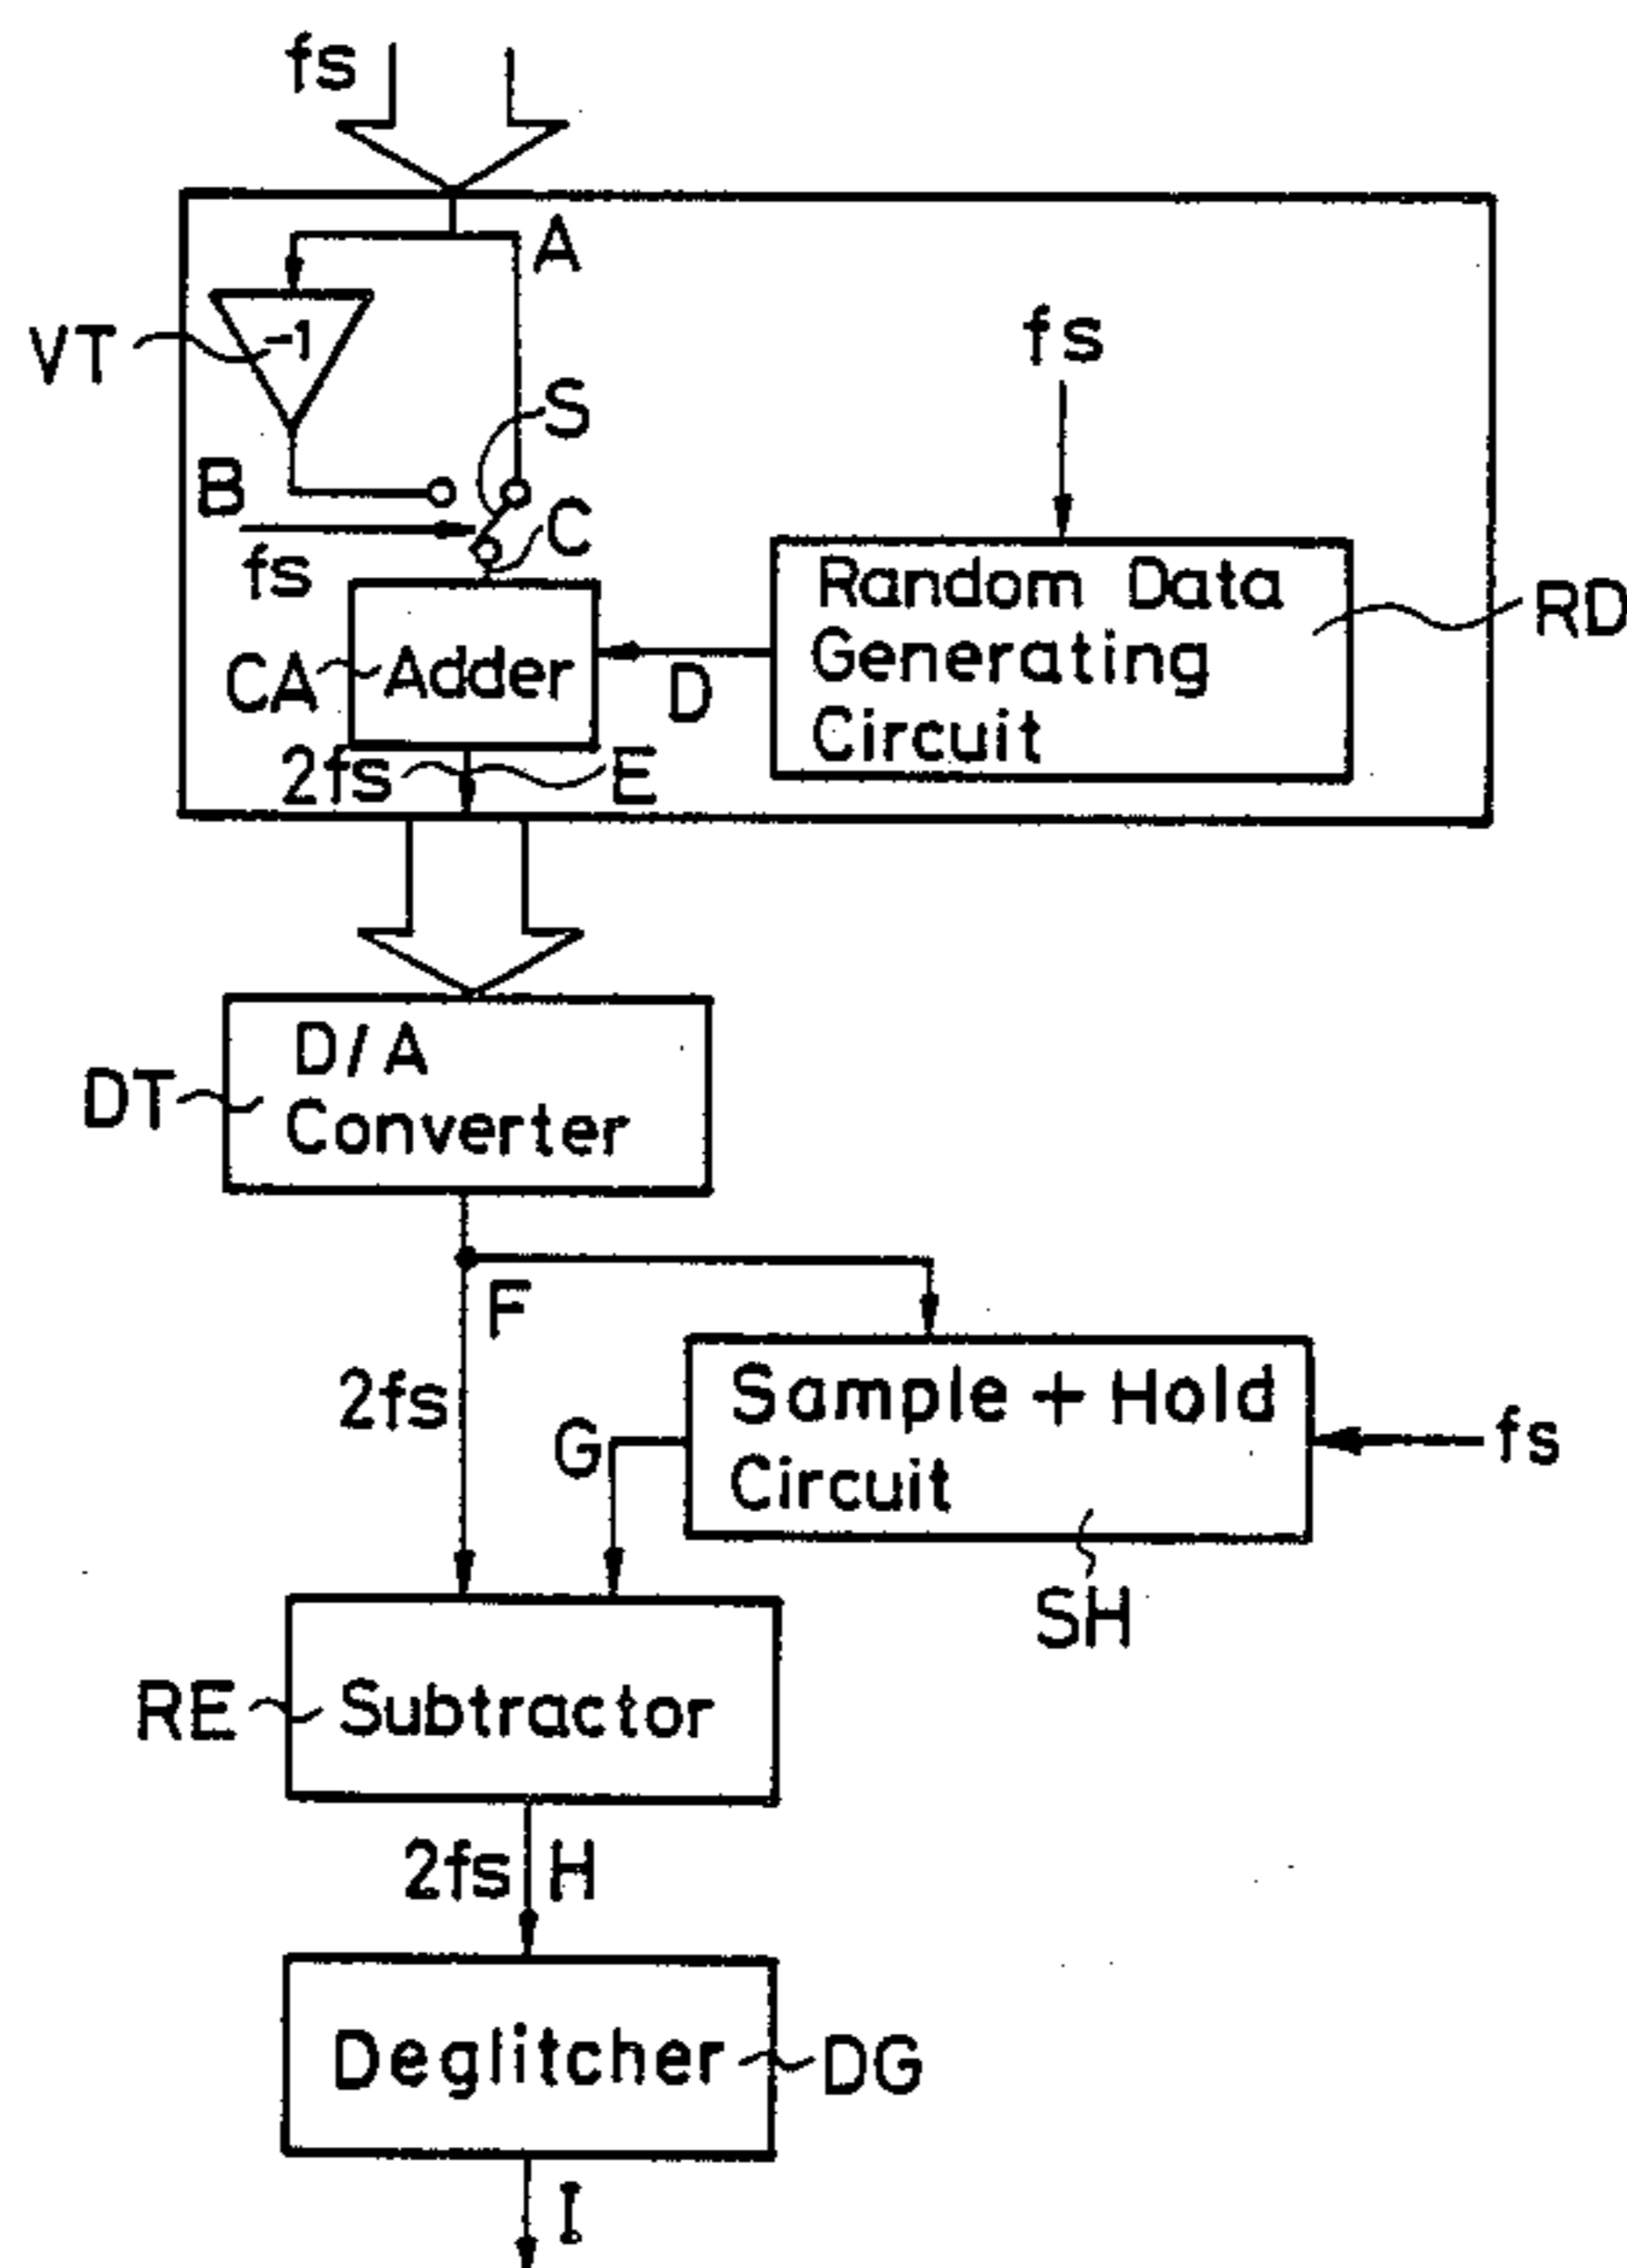 fs
A
-1
VT
fs
S
B
C
fs
Random Data
Generating
Circuit
RD
CA
Adder
D
2fs
E
D/A
Converter
DT
F
2fs
Sample + Hold
Circuit
G
fs
SH
RE
Subtractor
2fs
H
Deglitcher
DG
I